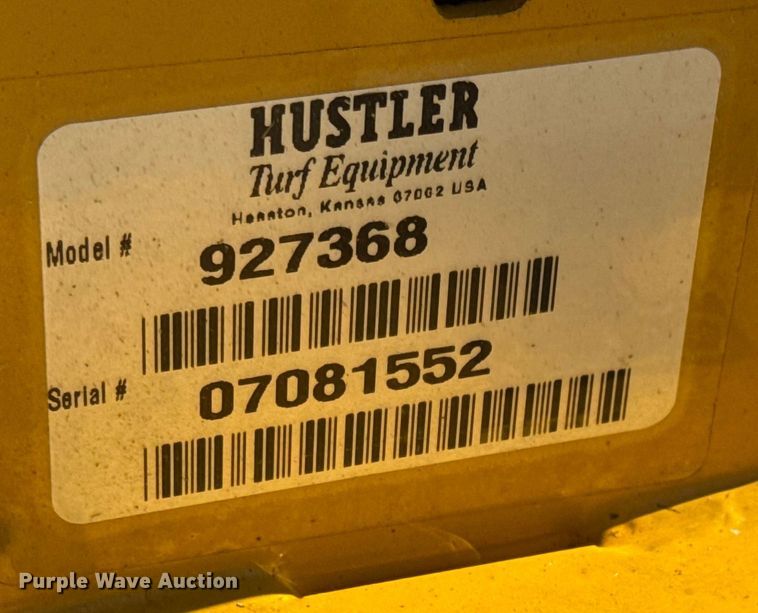 HUSTLER
Turf Equipment
Hesston, Kansas 67062 USA
Model # 927368
Serial # 07081552
Purple Wave Auction